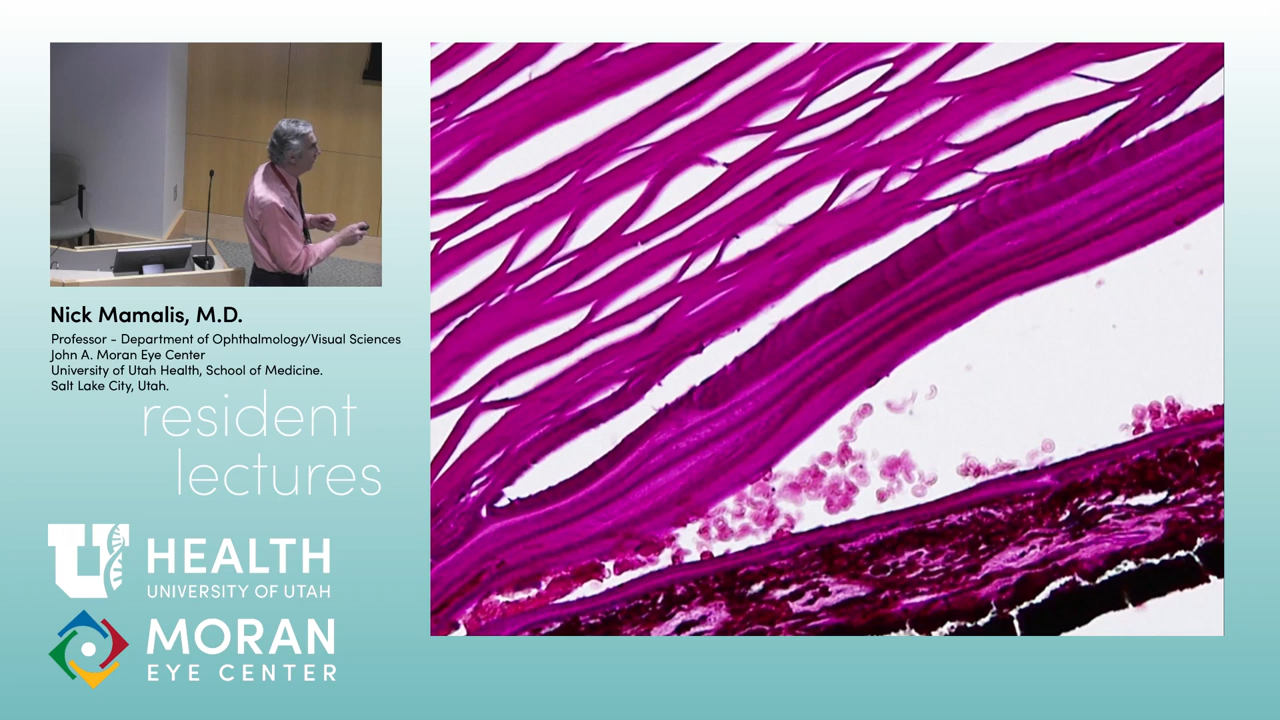 Nick Mamalis, M.D.
Professor - Department of Ophthalmology/Visual Sciences
John A. Moran Eye Center
University of Utah Health, School of Medicine.
Salt Lake City, Utah.
resident
lectures
U HEALTH
UNIVERSITY OF UTAH
MORAN
EYE CENTER